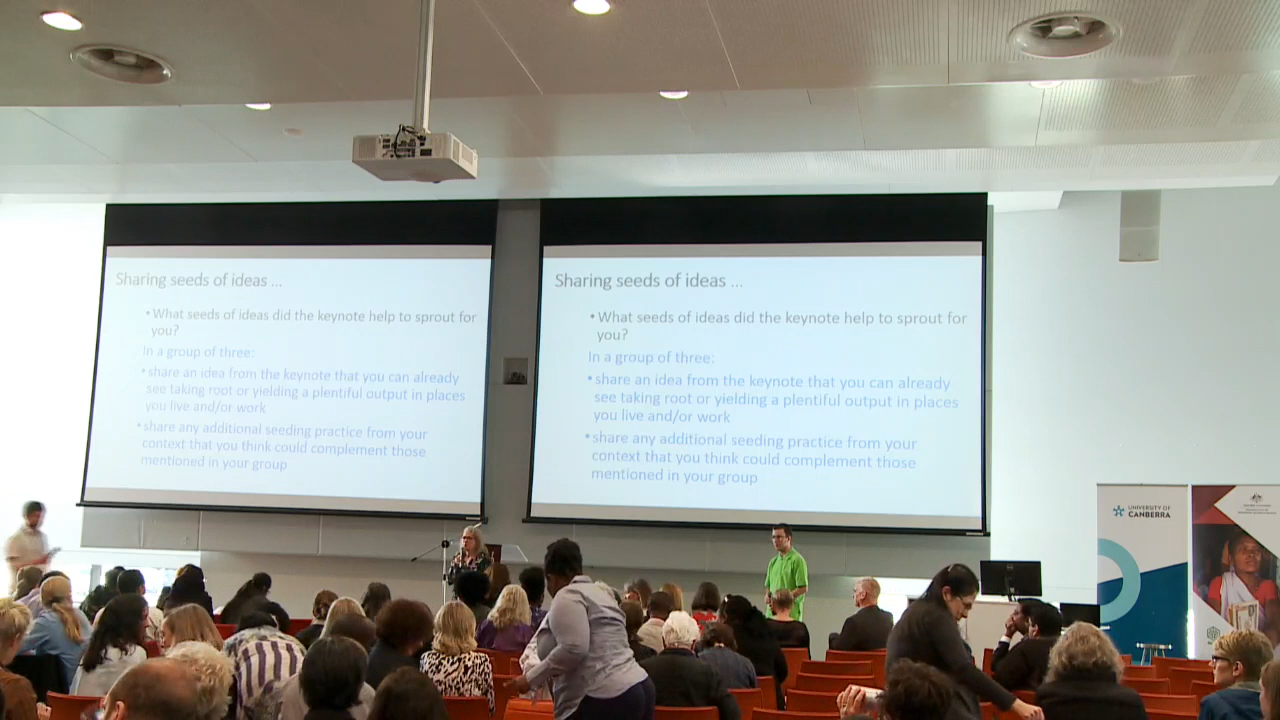 Sharing seeds of ideas ...
• What seeds of ideas did the keynote help to sprout for
you?
In a group of three:
• share an idea from the keynote that you can already
see taking root or yielding a plentiful output in places
you live and/or work
• share any additional seeding practice from your
context that you think could complement those
mentioned in your group
Sharing seeds of ideas ...
• What seeds of ideas did the keynote help to sprout for
you?
In a group of three:
• share an idea from the keynote that you can already
see taking root or yielding a plentiful output in places
you live and/or work
• share any additional seeding practice from your
context that you think could complement those
mentioned in your group
UNIVERSITY OF
CANBERRA